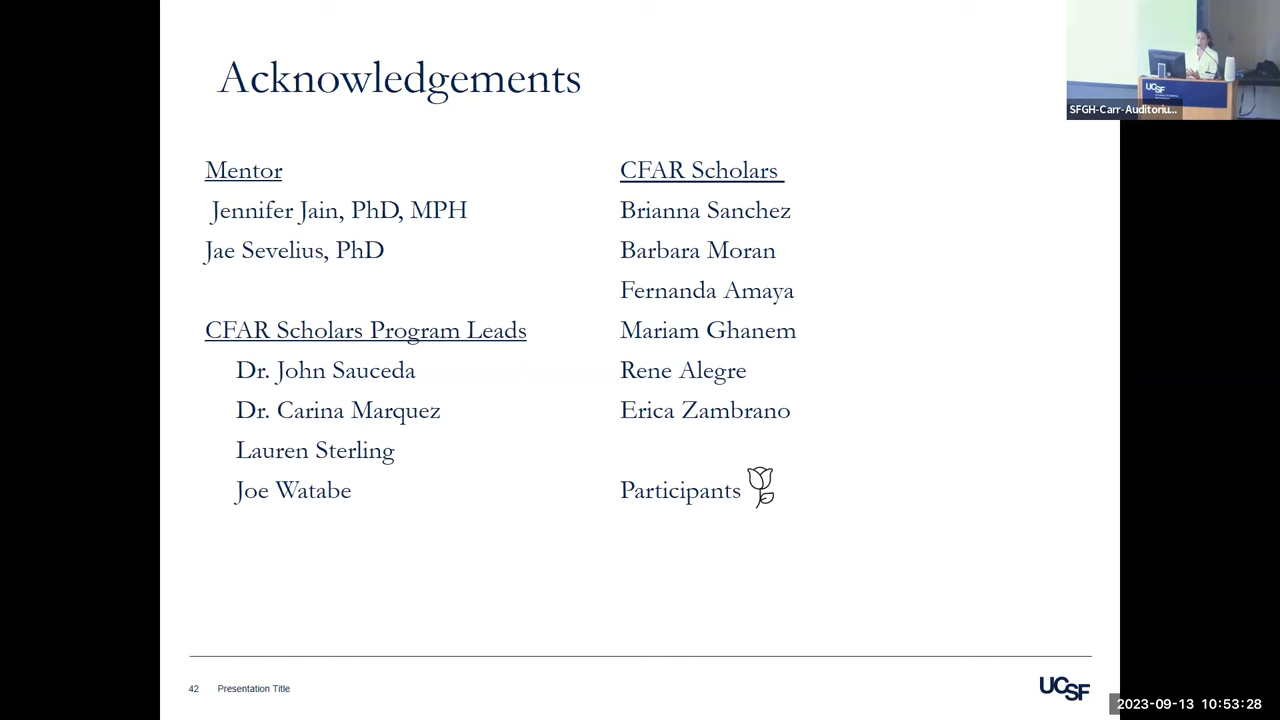 Acknowledgements
Mentor
Jennifer Jain, PhD, MPH
Jae Sevelius, PhD
CFAR Scholars Program Leads
Dr. John Sauceda
Dr. Carina Marquez
Lauren Sterling
Joe Watabe
CFAR Scholars
Brianna Sanchez
Barbara Moran
Fernanda Amaya
Mariam Ghanem
Rene Alegre
Erica Zambrano
Participants
42 Presentation Title
UCSF
UCSF
SFGH-Carr-Auditoriu...
2023-09-13 10:53:28